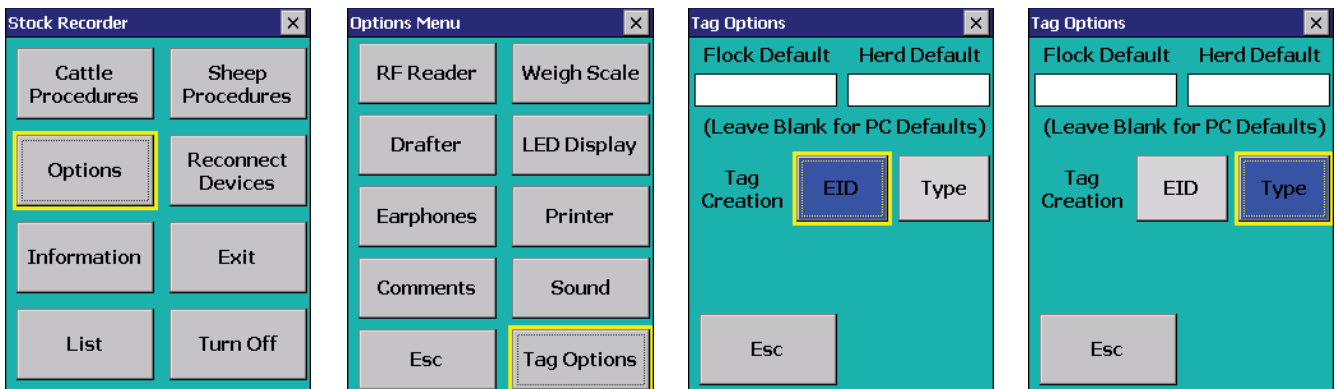 Stock Recorder
Cattle
Procedures
Sheep
Procedures
Options
Reconnect
Devices
Information
Exit
List
Turn Off
Options Menu
RF Reader
Weigh Scale
Drafter
LED Display
Earphones
Printer
Comments
Sound
Esc
Tag Options
Tag Options
Flock Default Herd Default
(Leave Blank for PC Defaults)
Tag
Creation
EID
Type
Esc
Tag Options
Flock Default Herd Default
(Leave Blank for PC Defaults)
Tag
Creation
EID
Type
Esc